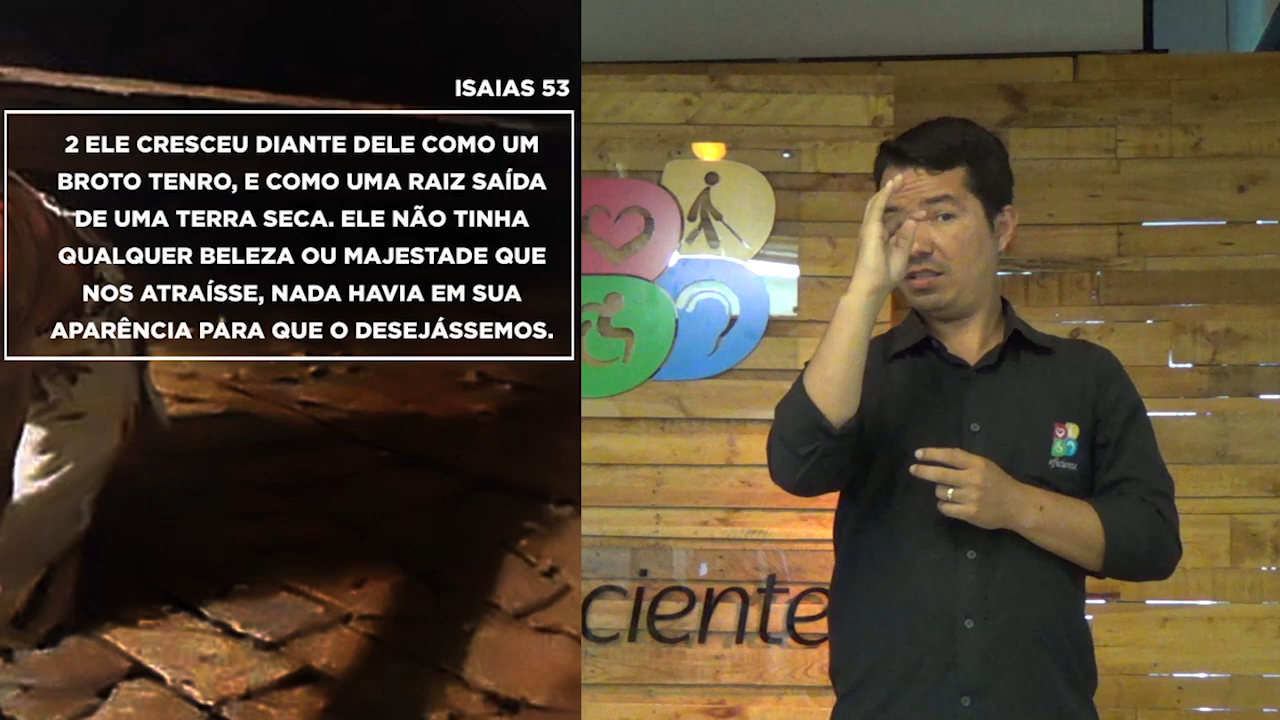 ISAIAS 53
2 ELE CRESCEU DIANTE DELE COMO UM
BROTO TENRO, E COMO UMA RAIZ SAÍDA
DE UMA TERRA SECA. ELE NÃO TINHA
QUALQUER BELEZA OU MAJESTADE QUE
NOS ATRAÍSSE, NADA HAVIA EM SUA
APARÊNCIA PARA QUE O DESEJÁSSEMOS.
eficiente
ciente